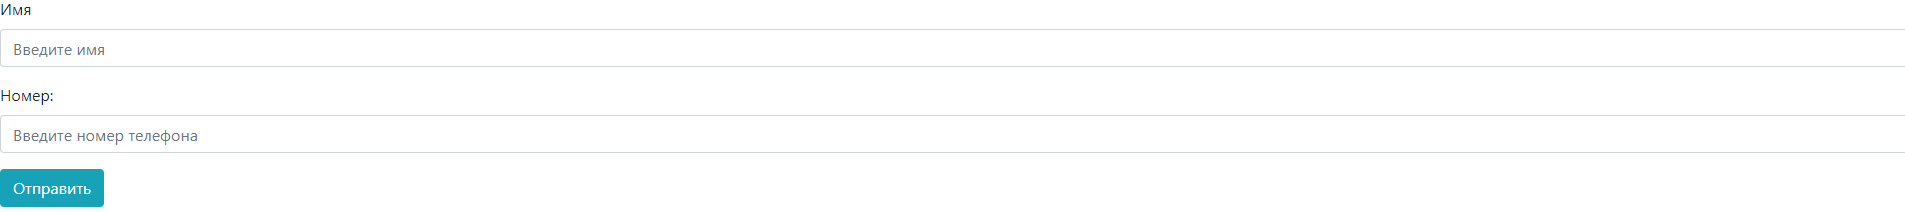 Имя
Введите имя
Номер:
Введите номер телефона
Отправить